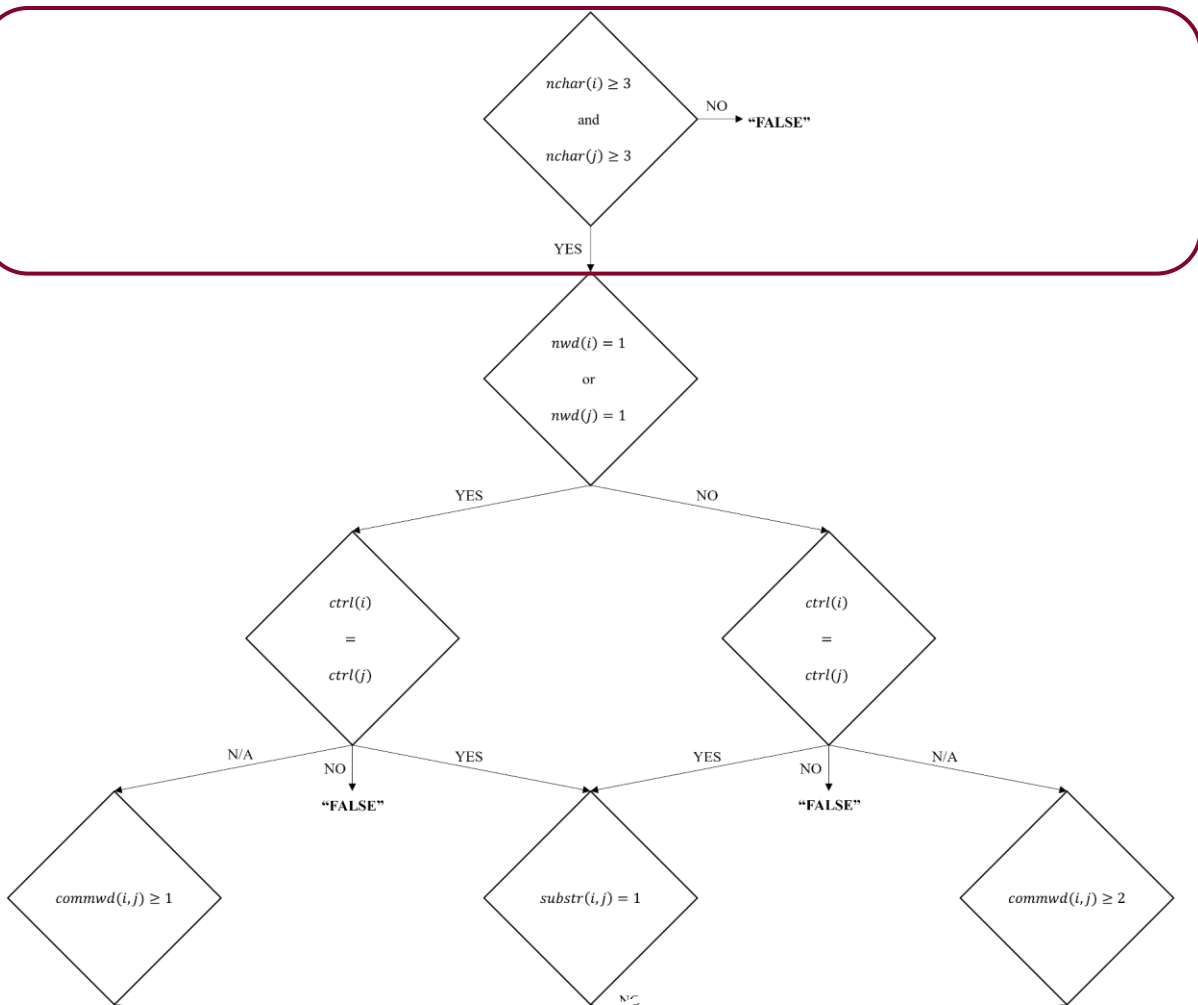 nchar(i) ≥ 3
and
nchar(j) ≥ 3
NO
“FALSE”
YES
nwd(i) = 1
or
nwd(j) = 1
YES
NO
ctrl(i)
=
ctrl(j)
ctrl(i)
=
ctrl(j)
N/A
NO
YES
YES
NO
N/A
“FALSE”
“FALSE”
commwd(i,j) ≥ 1
substr(i,j) = 1
commwd(i,j) ≥ 2